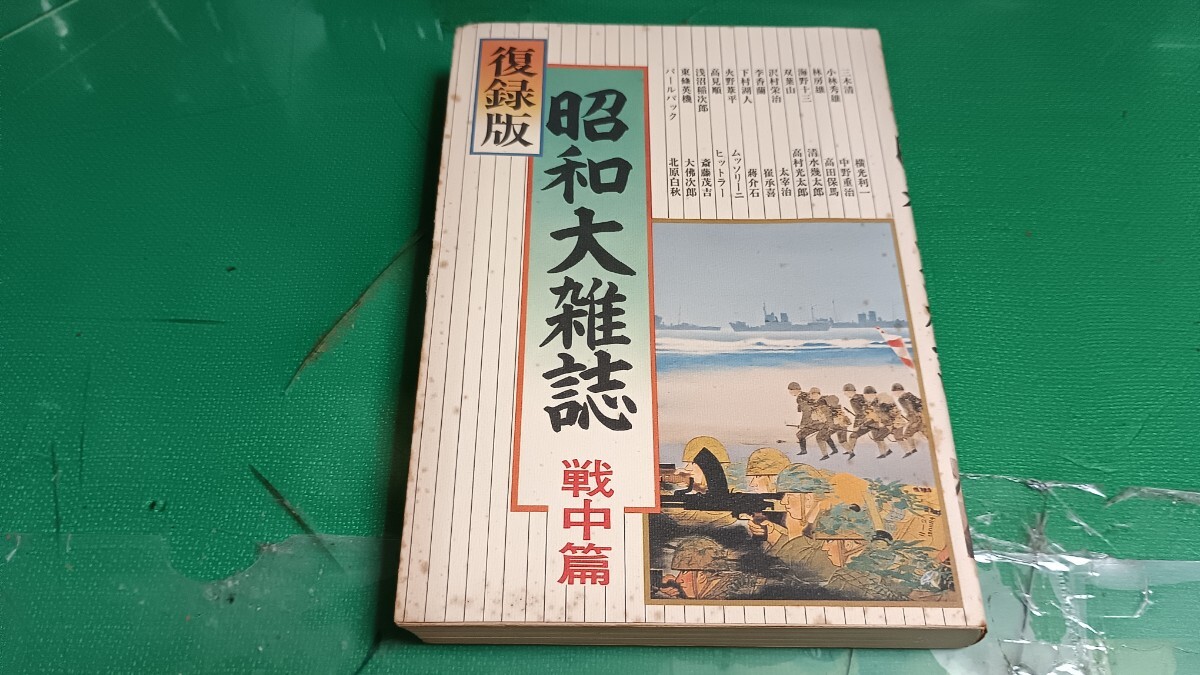 復録版
昭和大雑誌
戦中篇
三木清
小林秀雄
林房雄
海野十三
双葉山
沢村栄治
李香蘭
下村湖人
火野葦平
高見順
浅沼稲次郎
東條英機
パールバック
横光利一
中野重治
高田保馬
清水幾太郎
高村光太郎
太宰治
崔承喜
蒋介石
ムッソリーニ
ヒットラー
斎藤茂吉
大佛次郎
北原白秋